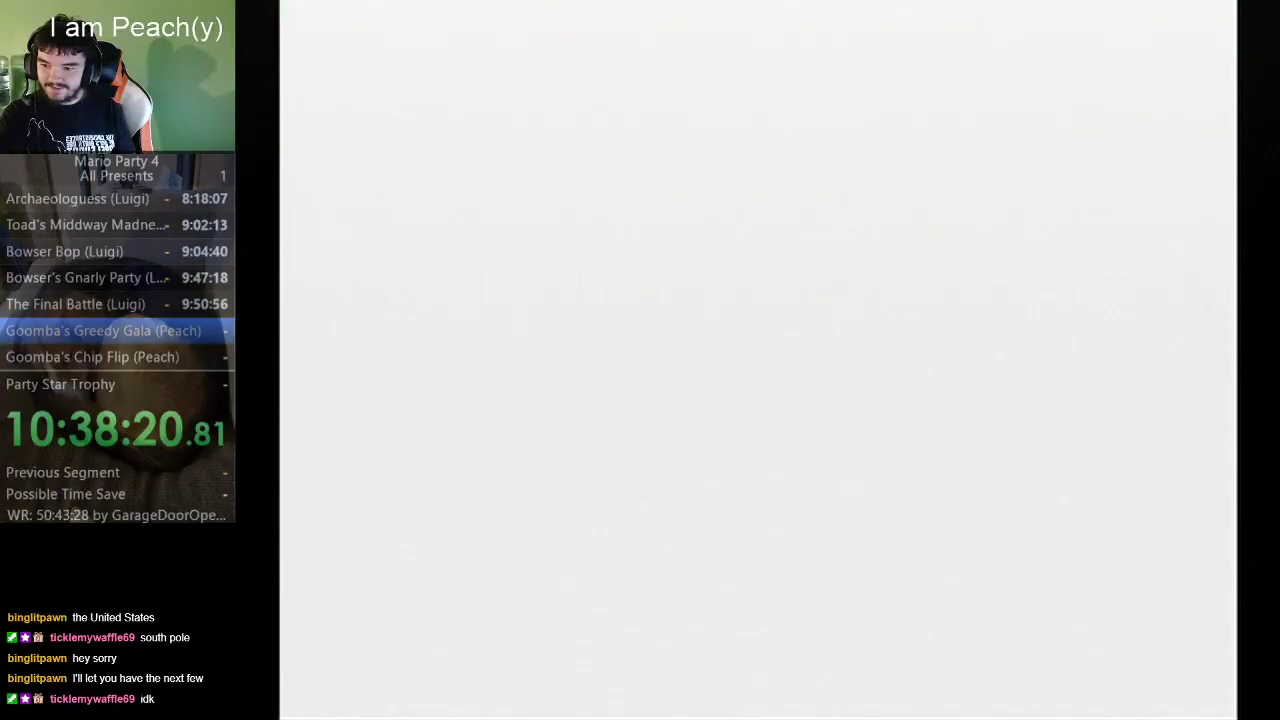 I am Peach(y)
Mario Party 4
All Presents 1
Archaeologuess (Luigi) - 8:18:07
Toad's Middway Madne... - 9:02:13
Bowser Bop (Luigi) - 9:04:40
Bowser's Gnarly Party (L... - 9:47:18
The Final Battle (Luigi) - 9:50:56
Goomba's Greedy Gala (Peach) -
Goomba's Chip Flip (Peach) -
Party Star Trophy -
10:38:20.81
Previous Segment -
Possible Time Save -
WR: 50:43:28 by GarageDoorOpe...
binglitpawn the United States
ticklemywaffle69 south pole
binglitpawn hey sorry
binglitpawn I'll let you have the next few
ticklemywaffle69 idk